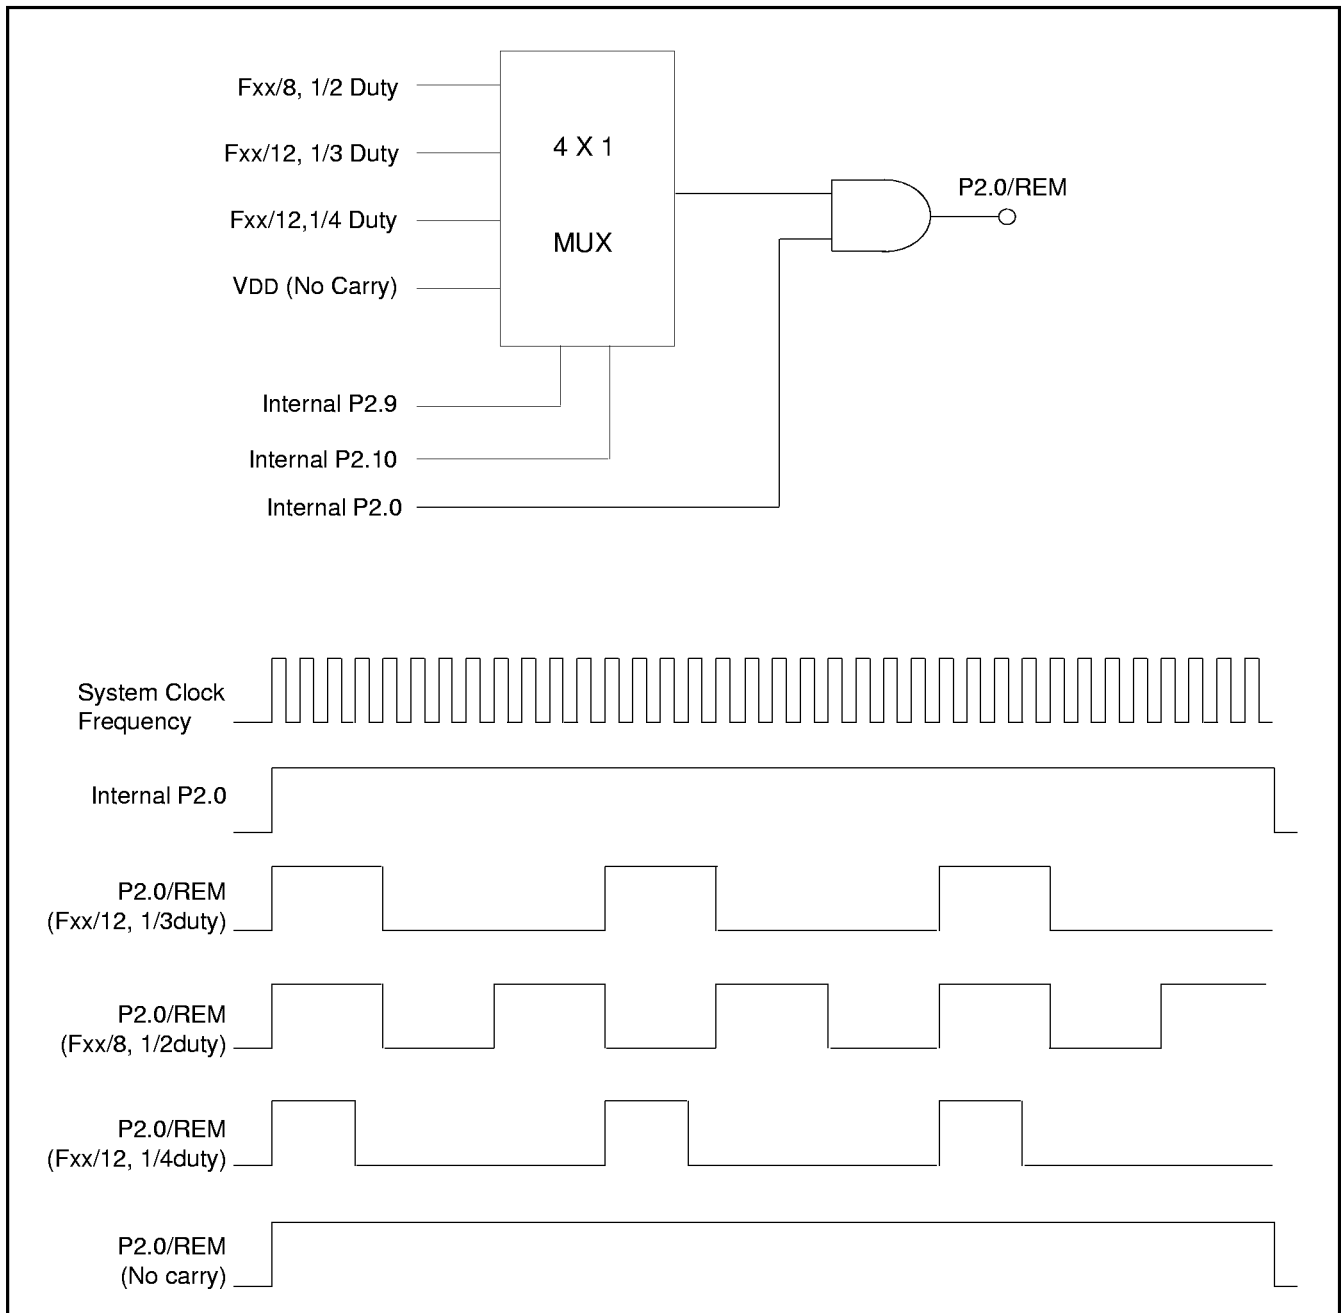 Fxx/8, 1/2 Duty
Fxx/12, 1/3 Duty
Fxx/12,1/4 Duty
VDD (No Carry)
4 X 1
MUX
P2.0/REM
Internal P2.9
Internal P2.10
Internal P2.0
System Clock
Frequency
Internal P2.0
P2.0/REM
(Fxx/12, 1/3duty)
P2.0/REM
(Fxx/8, 1/2duty)
P2.0/REM
(Fxx/12, 1/4duty)
P2.0/REM
(No carry)